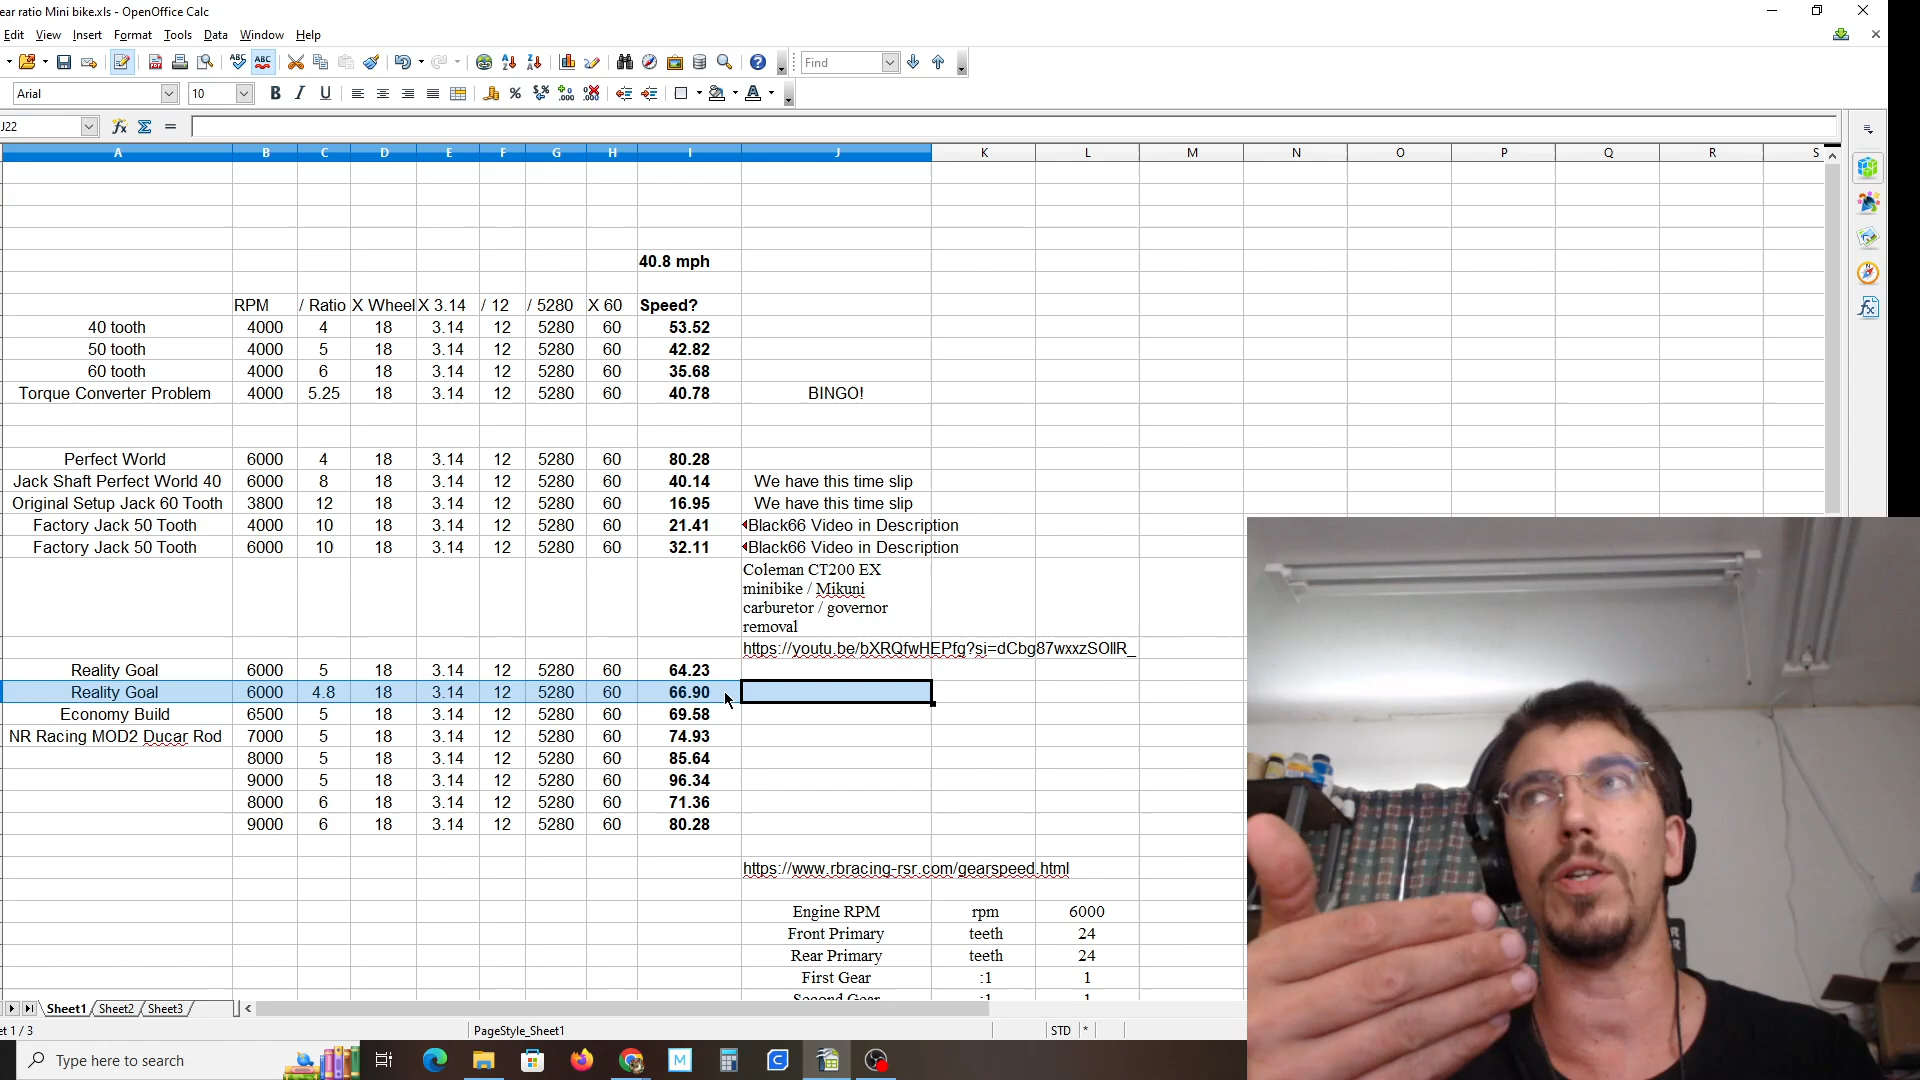 ear ratio Mini bike.xls - OpenOffice Calc
Edit View Insert Format Tools Data Window Help
Find
Arial 10 B I U
J22
A B C D E F G H I J K L M N O P Q R S
40.8 mph
RPM / Ratio X Wheel X 3.14 / 12 / 5280 X 60 Speed?
40 tooth 4000 4 18 3.14 12 5280 60 53.52
50 tooth 4000 5 18 3.14 12 5280 60 42.82
60 tooth 4000 6 18 3.14 12 5280 60 35.68
Torque Converter Problem 4000 5.25 18 3.14 12 5280 60 40.78 BINGO!
Perfect World 6000 4 18 3.14 12 5280 60 80.28
Jack Shaft Perfect World 40 6000 8 18 3.14 12 5280 60 40.14 We have this time slip
Original Setup Jack 60 Tooth 3800 12 18 3.14 12 5280 60 16.95 We have this time slip
Factory Jack 50 Tooth 4000 10 18 3.14 12 5280 60 21.41 Black66 Video in Description
Factory Jack 50 Tooth 6000 10 18 3.14 12 5280 60 32.11 Black66 Video in Description
Coleman CT200 EX
minibike / Mikuni
carburetor / governor
removal
https://youtu.be/bXRQfwHEPfg?si=dCbg87wxxzSOllR_
Reality Goal 6000 5 18 3.14 12 5280 60 64.23
Reality Goal 6000 4.8 18 3.14 12 5280 60 66.90
Economy Build 6500 5 18 3.14 12 5280 60 69.58
NR Racing MOD2 Ducar Rod 7000 5 18 3.14 12 5280 60 74.93
8000 5 18 3.14 12 5280 60 85.64
9000 5 18 3.14 12 5280 60 96.34
8000 6 18 3.14 12 5280 60 71.36
9000 6 18 3.14 12 5280 60 80.28
https://www.rbracing-rsr.com/gearspeed.html
Engine RPM rpm 6000
Front Primary teeth 24
Rear Primary teeth 24
First Gear :1 1
Second Gear :1 1
Sheet1 Sheet2 Sheet3
et 1 / 3 PageStyle_Sheet1 STD *
Type here to search